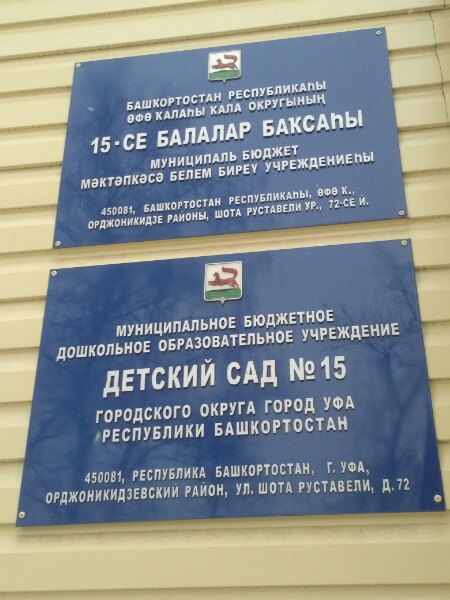 БАШКОРТОСТАН РЕСПУБЛИКАҺЫ
ӨФӨ ҠАЛАҺЫ ҠАЛА ОКРУГЫНЫҢ
15-СЕ БАЛАЛАР БАКСАҺЫ
МУНИЦИПАЛЬ БЮДЖЕТ
МӘКТӘПКӘСӘ БЕЛЕМ БИРЕҮ УЧРЕЖДЕНИЕҺЫ
450081, БАШКОРТОСТАН РЕСПУБЛИКАҺЫ, ӨФӨ Ҡ.,
ОРДЖОНИКИДЗЕ РАЙОНЫ, ШОТА РУСТАВЕЛИ УР., 72-СЕ Й.
МУНИЦИПАЛЬНОЕ БЮДЖЕТНОЕ
ДОШКОЛЬНОЕ ОБРАЗОВАТЕЛЬНОЕ УЧРЕЖДЕНИЕ
ДЕТСКИЙ САД №15
ГОРОДСКОГО ОКРУГА ГОРОД УФА
РЕСПУБЛИКИ БАШКОРТОСТАН
450081, РЕСПУБЛИКА БАШКОРТОСТАН, Г. УФА,
ОРДЖОНИКИДЗЕВСКИЙ РАЙОН, УЛ. ШОТА РУСТАВЕЛИ, Д. 72